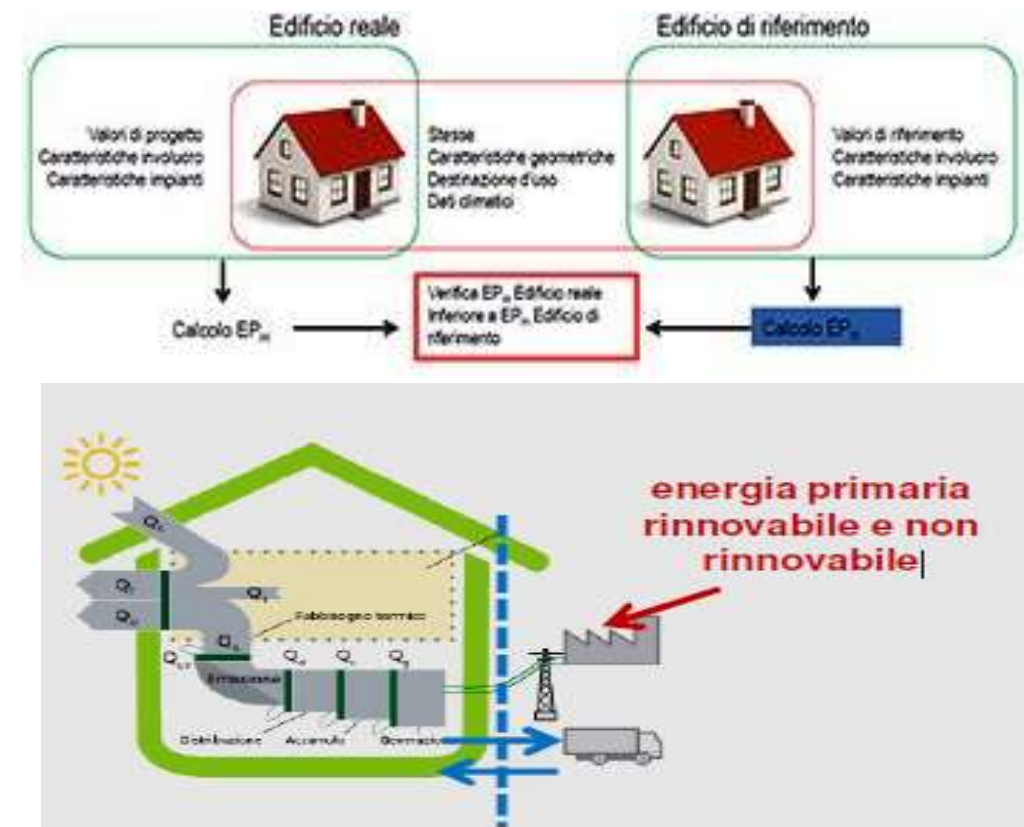 Edificio reale
Edificio di riferimento
Valori di progetto
Caratteristiche involucro
Caratteristiche impianti
Stesse
Caratteristiche geometriche
Destinazione d'uso
Dati climatici
Valori di riferimento
Caratteristiche involucro
Caratteristiche impianti
Calcolo EP
Verifica EP Edificio reale
Inferiore a EP Edificio di
riferimento
Calcolo EP
energia primaria
rinnovabile e non
rinnovabile
Q
Q
Q
Q
Fabbisogno termico
Q
Q
Q
Q
Q
Emissione
Distribuzione
Accumulo